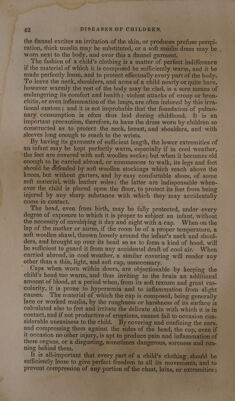 62 DISEASES OF CHILDREN.
the flannel excites an irritation of the skin, or produces profuse perspi-
ration, thick muslin may be substituted, or a soft muslin dress may be
worn next to the body, and over this a flannel garment.
The fashion of a child's clothing is a matter of perfect indifference
if the material of which it is composed be sufficiently warm, and it be
made perfectly loose, and to protect effectually every part of the body.
To leave the neck, shoulders, and arms of a child nearly or quite bare,
however warmly the rest of the body may be clad, is a sure means of
endangering its comfort and health: violent attacks of croup or bron-
chitis, or even inflammation of the lungs, are often induced by this irra-
tional custom; and it is not improbable that the foundation of pulmo-
nary consumption is often thus laid during childhood. It is an
important precaution, therefore, to have the dress worn by children so
constructed as to protect the neck, breast, and shoulders, and with
sleeves long enough to reach to the wrists.
By having its garments of sufficient length, the lower extremities of
an infant may be kept perfectly warm, especially if in cool weather,
the feet are covered with soft woollen socks; but when it becomes old
enough to be carried abroad, or commences to walk, its legs and feet
should be defended by soft woollen stockings which reach above the
knees, but without garters, and by easy comfortable shoes, of some
soft material, with leather soles; the latter are indispensable when-
ever the child is placed upon the floor, to protect its feet from being
injured by any sharp substance with which they may accidentally
come in contact.
The head, even from birth, may be fully protected, under every
degree of exposure to which it is proper to subject an infant, without
the necessity of enveloping it day and night with a cap. When on the
lap of the mother or nurse, if the room be of a proper temperature, a
soft woollen shawl, thrown loosely around the infant's neck and shoul-
ders, and brought up over its head so as to form a kind of hood, will
be sufficient to guard it from any accidental draft of cool air. When
carried abroad, in cool weather, a similar covering will render any
other than a thin, light, and soft cap, unnecessary.
Caps when worn within doors, are objectionable by keeping the
child's head too warm, and thus inviting to the brain an additional
amount of blood, at a period when, from its soft texture and great vas-
cularity, it is prone to hyperæmia and to inflammation from slight
causes. The material of which the cap is composed, being generally
lace or worked muslin, by the roughness or harshness of its surface is
calculated also to fret and irritate the delicate skin with which it is in
contact, and if not productive of eruptions, cannot fail to occasion con-
siderable uneasiness to the child. By covering and confining the ears,
and compressing them against the sides of the head, the cap, even if
it occasion no other injury, is apt to produce pain and inflammation of
these organs, or a disgusting, sometimes dangerous, soreness and run-
ning behind them.
It is all-important that every part of a child's clothing should be
sufficiently loose to give perfect freedom to all its movements, and to
prevent compression of any portion of the chest, loins, or extremities;